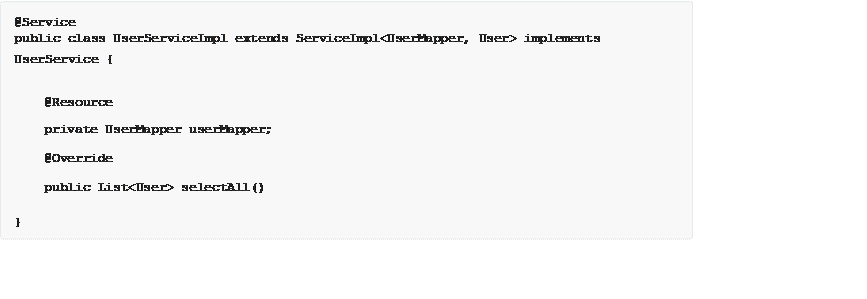 @Service
public class UserServiceImpl extends ServiceImpl<UserMapper, User> implements
UserService {
@Resource
private UserMapper userMapper;
@Override
public List<User> selectAll()
}